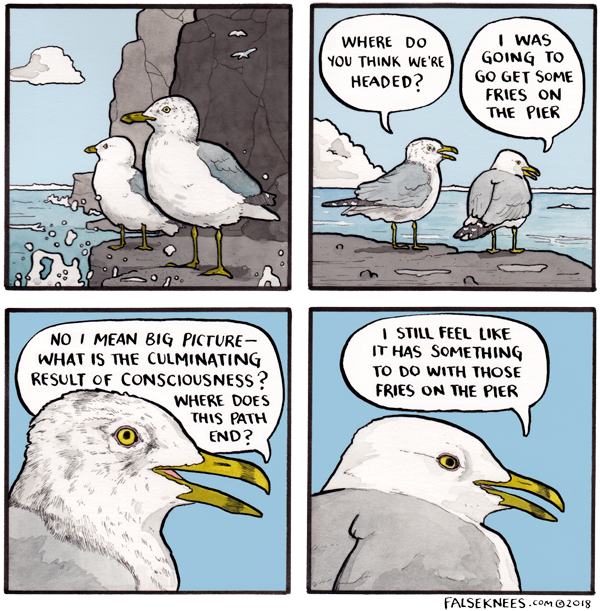 WHERE DO
YOU THINK WE'RE
HEADED?
I WAS
GOING TO
GO GET SOME
FRIES ON
THE PIER
NO I MEAN BIG PICTURE–
WHAT IS THE CULMINATING
RESULT OF CONSCIOUSNESS?
WHERE DOES
THIS PATH
END?
I STILL FEEL LIKE
IT HAS SOMETHING
TO DO WITH THOSE
FRIES ON THE PIER
FALSEKNEES.COM©2018